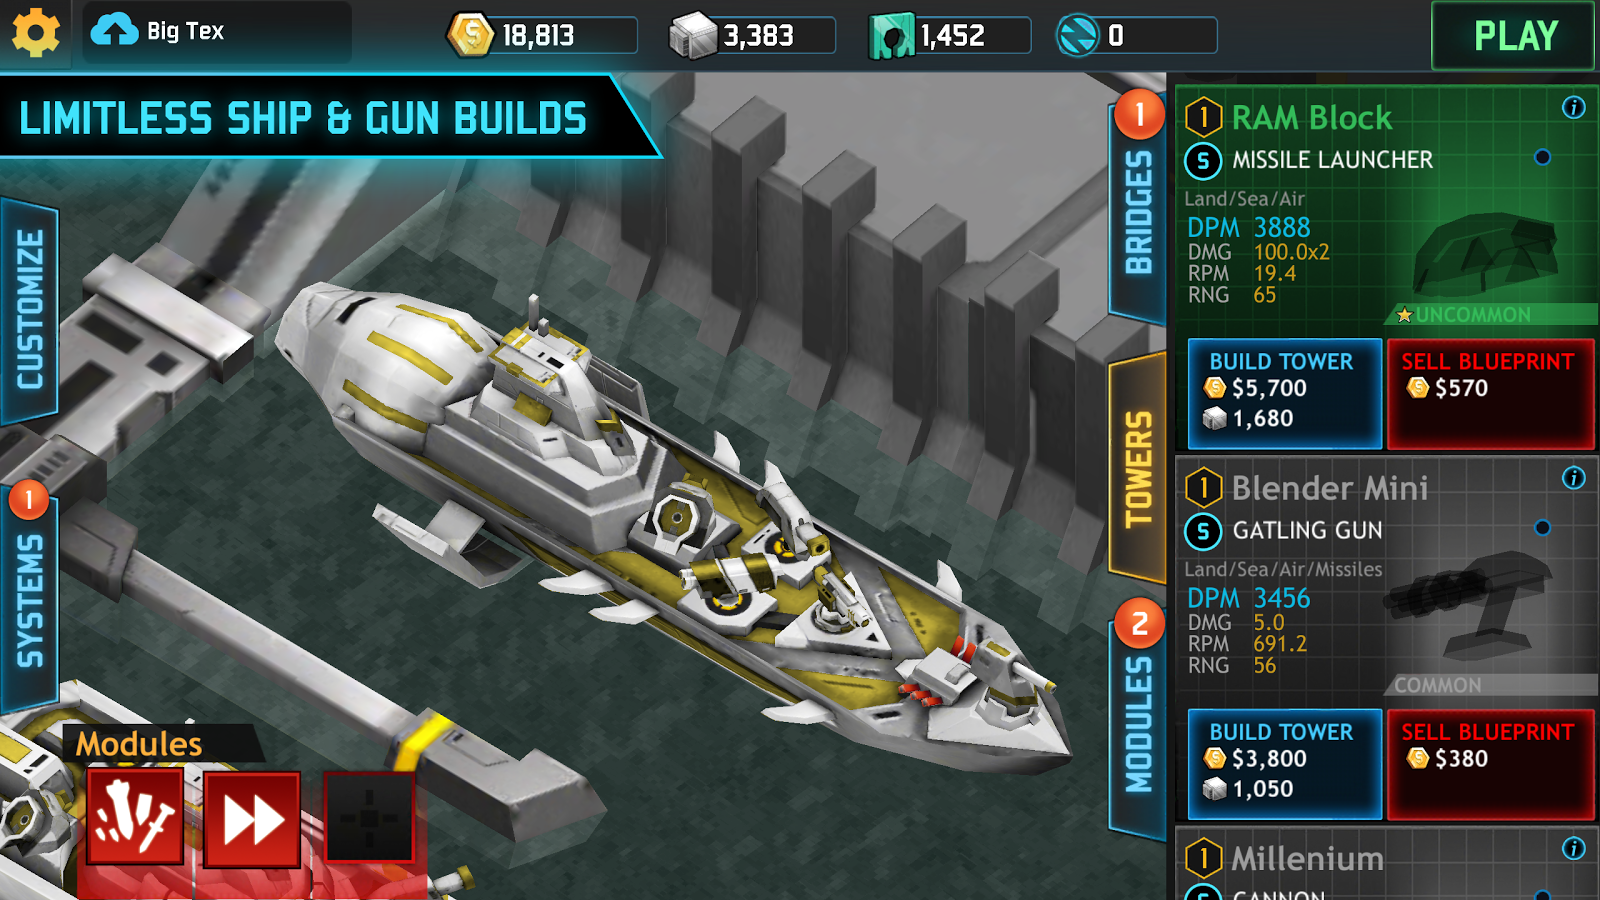 Big Tex
18,813
3,383
1,452
0
PLAY
LIMITLESS SHIP & GUN BUILDS
CUSTOMIZE
1
SYSTEMS
Modules
1
BRIDGES
TOWERS
2
MODULES
1 RAM Block
S MISSILE LAUNCHER
Land/Sea/Air
DPM 3888
DMG 100.0x2
RPM 19.4
RNG 65
UNCOMMON
BUILD TOWER
$5,700
1,680
SELL BLUEPRINT
$570
1 Blender Mini
S GATLING GUN
Land/Sea/Air/Missiles
DPM 3456
DMG 5.0
RPM 691.2
RNG 56
COMMON
BUILD TOWER
$3,800
1,050
SELL BLUEPRINT
$380
1 Millenium
S CANNON